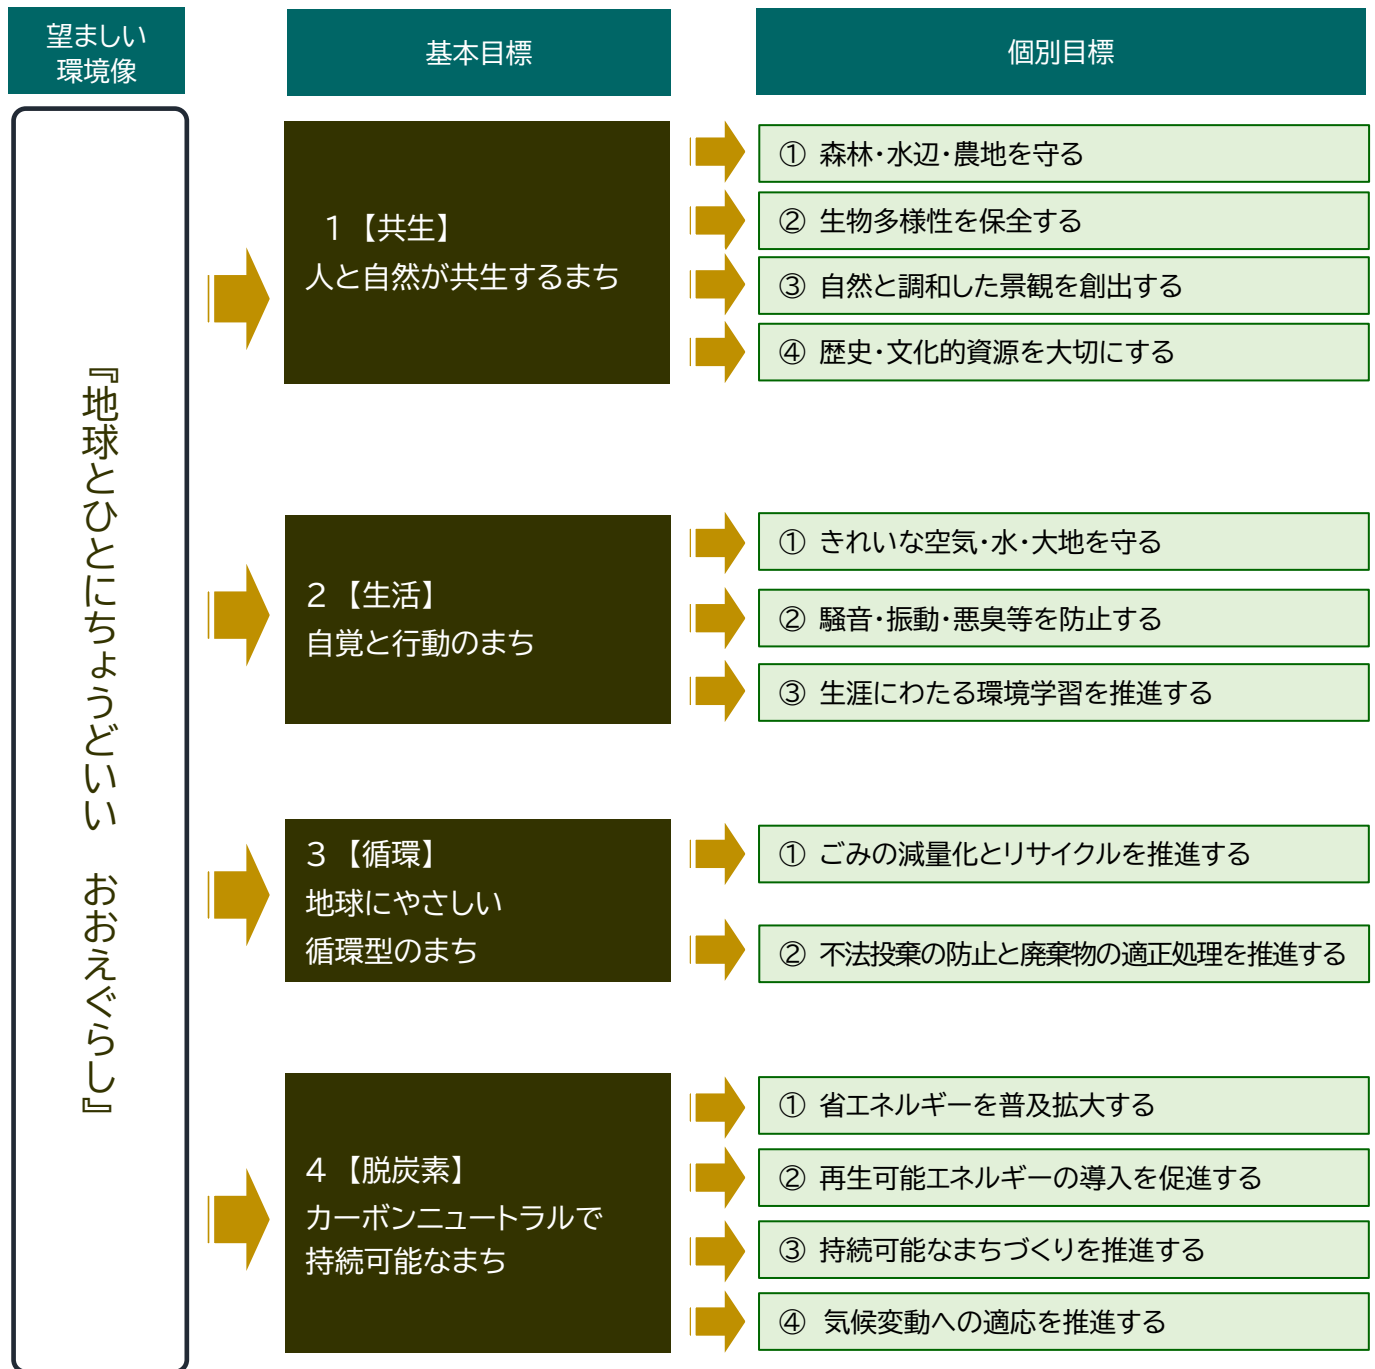 望ましい
環境像
基本目標
個別目標
『地球とひとにちょうどいい　おおえぐらし』
1 【共生】
人と自然が共生するまち
① 森林・水辺・農地を守る
② 生物多様性を保全する
③ 自然と調和した景観を創出する
④ 歴史・文化的資源を大切にする
2 【生活】
自覚と行動のまち
① きれいな空気・水・大地を守る
② 騒音・振動・悪臭等を防止する
③ 生涯にわたる環境学習を推進する
3 【循環】
地球にやさしい
循環型のまち
① ごみの減量化とリサイクルを推進する
② 不法投棄の防止と廃棄物の適正処理を推進する
4 【脱炭素】
カーボンニュートラルで
持続可能なまち
① 省エネルギーを普及拡大する
② 再生可能エネルギーの導入を促進する
③ 持続可能なまちづくりを推進する
④ 気候変動への適応を推進する